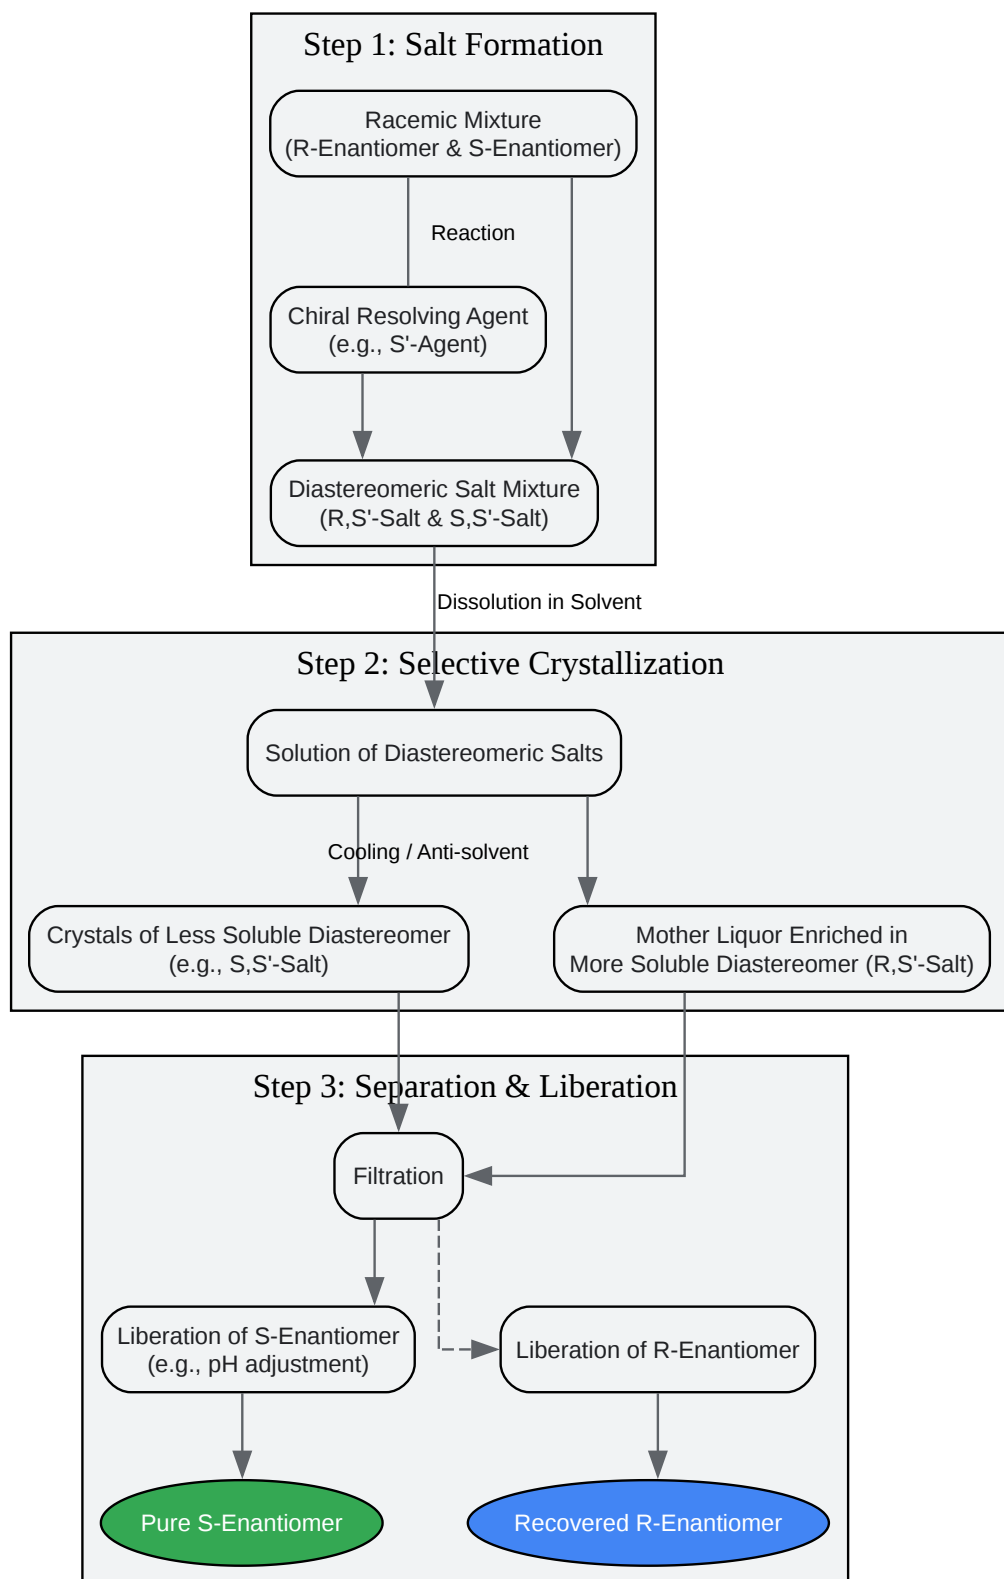 Step 1: Salt Formation
Racemic Mixture
(R-Enantiomer & S-Enantiomer)
Reaction
Chiral Resolving Agent
(e.g., S'-Agent)
Diastereomeric Salt Mixture
(R,S'-Salt & S,S'-Salt)
Dissolution in Solvent
Step 2: Selective Crystallization
Solution of Diastereomeric Salts
Cooling / Anti-solvent
Crystals of Less Soluble Diastereomer
(e.g., S,S'-Salt)
Mother Liquor Enriched in
More Soluble Diastereomer (R,S'-Salt)
Step 3: Separation & Liberation
Filtration
Liberation of S-Enantiomer
(e.g., pH adjustment)
Liberation of R-Enantiomer
Pure S-Enantiomer
Recovered R-Enantiomer